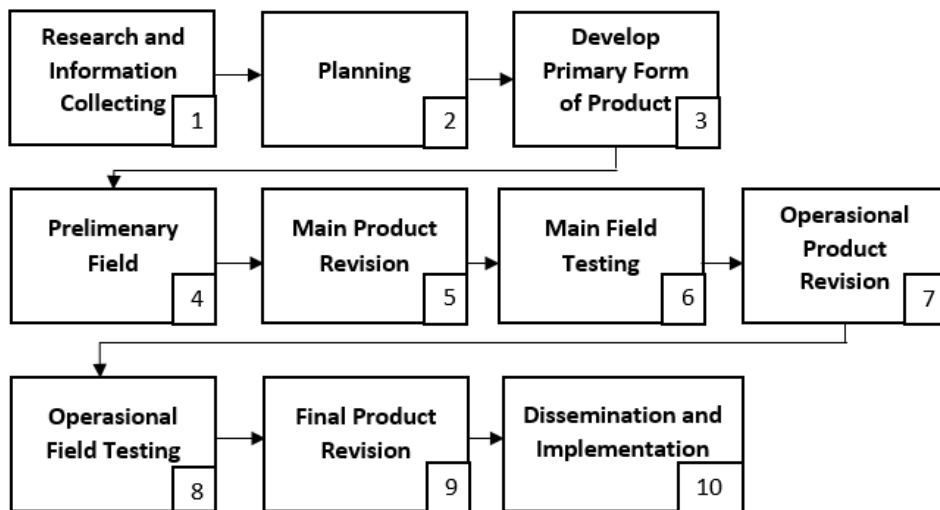 Research and
Information
Collecting
1
Planning
2
Develop
Primary Form
of Product
3
Prelimenary
Field
4
Main Product
Revision
5
Main Field
Testing
6
Operasional
Product
Revision
7
Operasional
Field Testing
8
Final Product
Revision
9
Dissemination and
Implementation
10